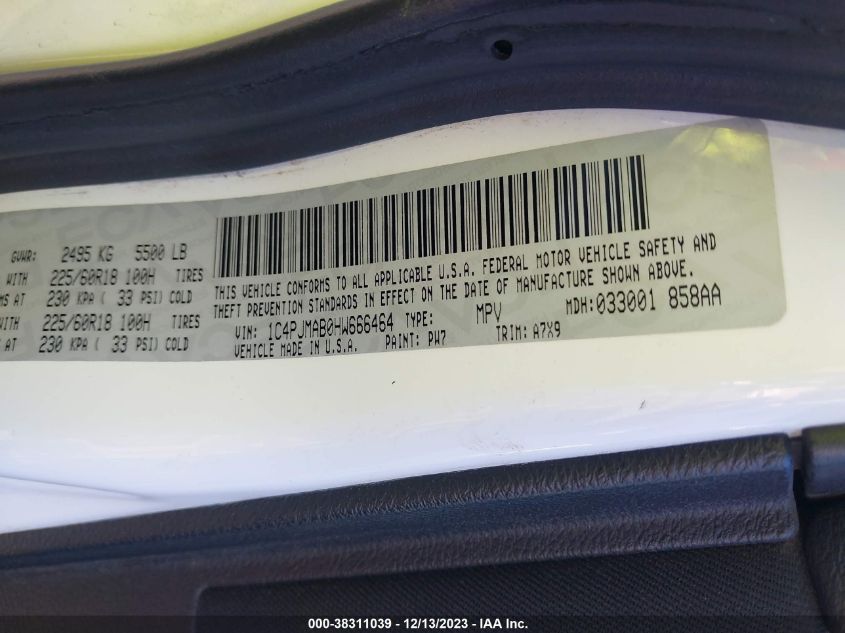 GVWR: 2495 KG 5500 LB
WITH 225/60R18 100H TIRES
MS AT 230 KPA ( 33 PSI) COLD
WITH 225/60R18 100H TIRES
AT 230 KPA ( 33 PSI) COLD
THIS VEHICLE CONFORMS TO ALL APPLICABLE U.S.A. FEDERAL MOTOR VEHICLE SAFETY AND
THEFT PREVENTION STANDARDS IN EFFECT ON THE DATE OF MANUFACTURE SHOWN ABOVE.
VIN: 1C4PJMAB0HW666464 TYPE: MPV MDH:033001 858AA
VEHICLE MADE IN U.S.A. PAINT: PW7 TRIM: A7X9
000-38311039 - 12/13/2023 - IAA Inc.